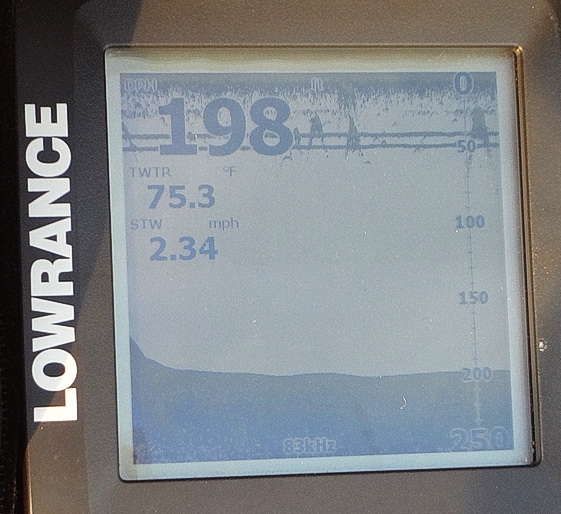 LOWRANCE
DPH ft 0
198
50
TWTR °F
75.3
STW mph
100
2.34
150
200
83kHz 250